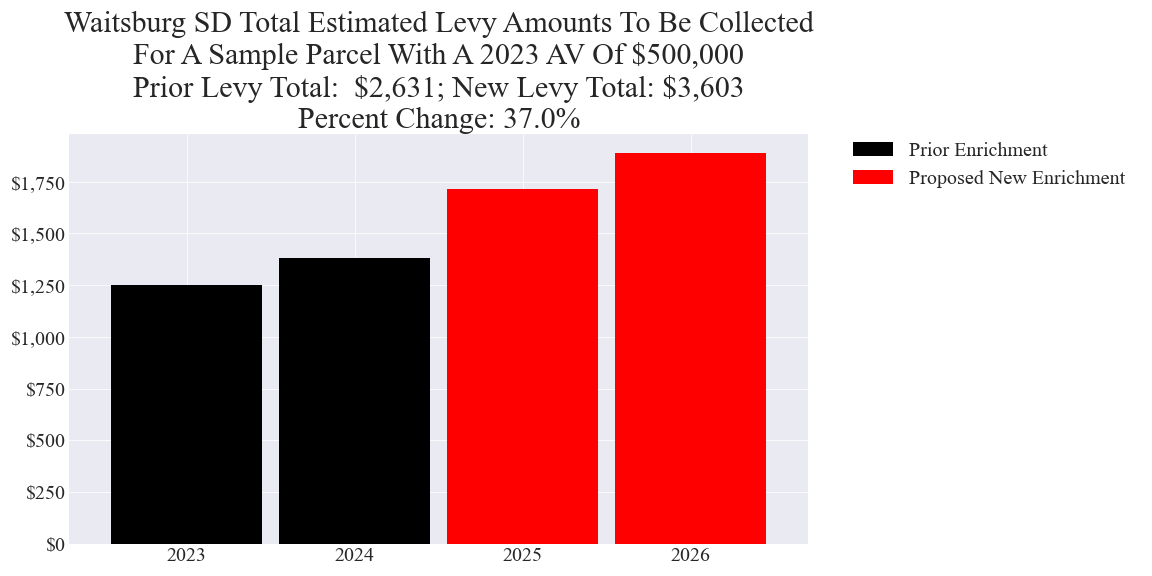 Waitsburg SD Total Estimated Levy Amounts To Be Collected
For A Sample Parcel With A 2023 AV Of $500,000
Prior Levy Total:  $2,631; New Levy Total: $3,603
Percent Change: 37.0%
Prior Enrichment
Proposed New Enrichment
$1,750
$1,500
$1,250
$1,000
$750
$500
$250
$0
2023 2024 2025 2026